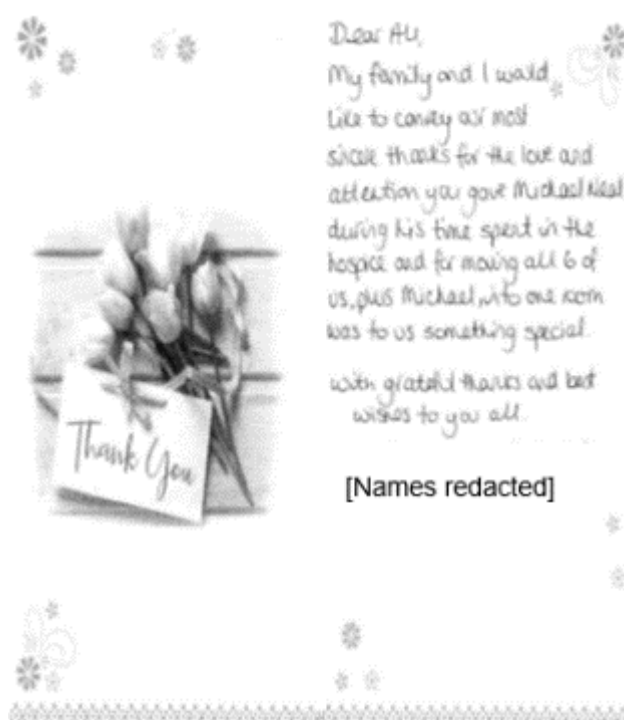 Dear All,
My family and I would
like to convey our most
sincere thanks for the love and
attention you gave Michael Neal
during his time spent in the
hospice and for moving all 6 of
us, plus Michael, into one room
was to us something special.
with grateful thanks and best
wishes to you all.
[Names redacted]
Thank You